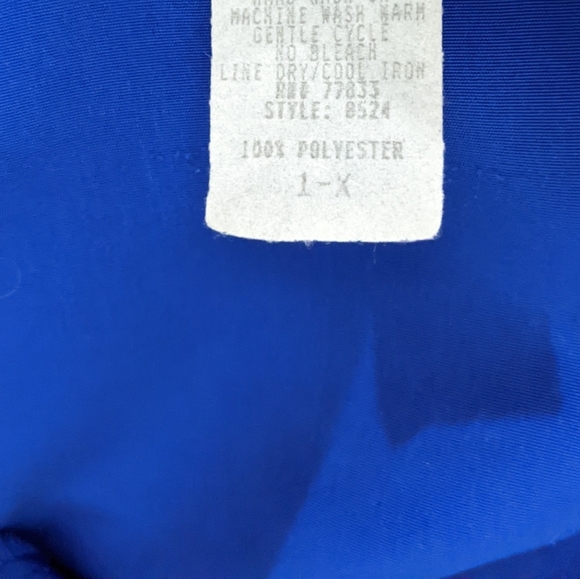 MACHINE WASH WARM
GENTLE CYCLE
NO BLEACH
LINE DRY/COOL IRON
RN# 77833
STYLE: 8524
100% POLYESTER
1-X